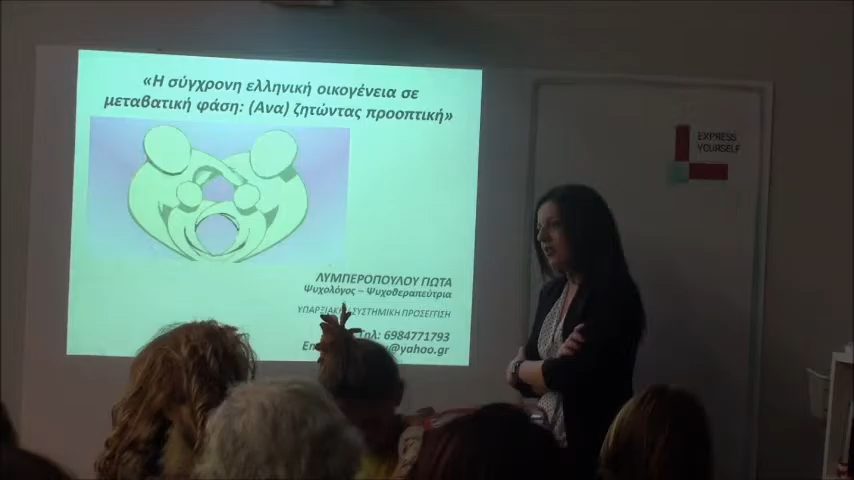 «Η σύγχρονη ελληνική οικογένεια σε
μεταβατική φάση: (Ανα) ζητώντας προοπτική»
ΛΥΜΠΕΡΟΠΟΥΛΟΥ ΓΙΩΤΑ
Ψυχολόγος – Ψυχοθεραπεύτρια
ΣΥΣΤΗΜΙΚΗ ΠΡΟΣΕΓΓΙΣΗ
Τηλ: 6984771793
@yahoo.gr
EXPRESS
YOURSELF